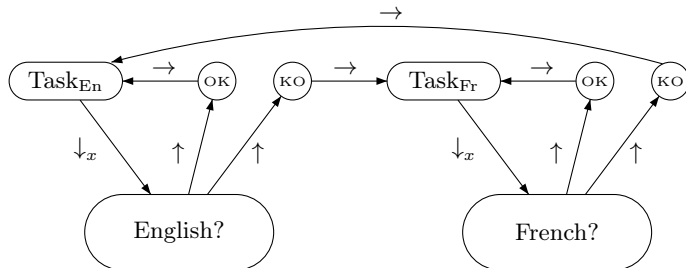 →
Task_En → OK KO → Task_Fr → OK KO
↓_x ↑ ↑ ↓_x ↑ ↑
English? French?